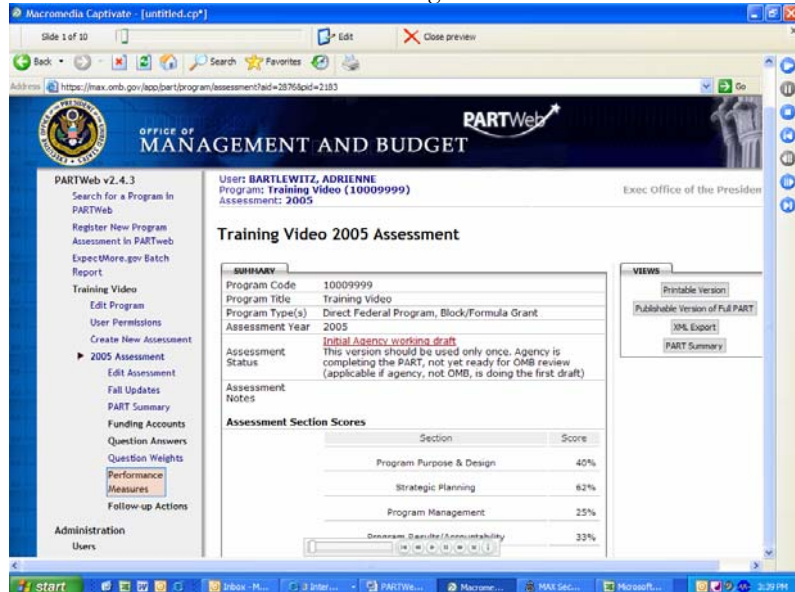 Macromedia Captivate - [untitled.cp*]
Slide 1 of 10
Edit
Close preview
Back
Search
Favorites
Address
https://max.omb.gov/app/part/program/assessment?aid=2876&pid=2183
Go
OFFICE OF
MANAGEMENT AND BUDGET
PARTWeb
PARTWeb v2.4.3
Search for a Program in
PARTWeb
Register New Program
Assessment in PARTweb
ExpectMore.gov Batch
Report
Training Video
Edit Program
User Permissions
Create New Assessment
2005 Assessment
Edit Assessment
Fall Updates
PART Summary
Funding Accounts
Question Answers
Question Weights
Performance
Measures
Follow-up Actions
Administration
Users
User: BARTLEWITZ, ADRIENNE
Program: Training Video (10009999)
Assessment: 2005
Exec Office of the Presiden
Training Video 2005 Assessment
SUMMARY
Program Code 10009999
Program Title Training Video
Program Type(s) Direct Federal Program, Block/Formula Grant
Assessment Year 2005
Assessment
Status
Initial Agency working draft
This version should be used only once. Agency is
completing the PART, not yet ready for OMB review
(applicable if agency, not OMB, is doing the first draft)
Assessment
Notes
Assessment Section Scores
Section Score
Program Purpose & Design 40%
Strategic Planning 62%
Program Management 25%
Program Results/Accountability 33%
VIEWS
Printable Version
Publishable Version of Full PART
XML Export
PART Summary
start
Inbox - M...
3 Inter...
PARTWe...
Macrome...
MAX Sec...
Microsoft...
3:39 PM